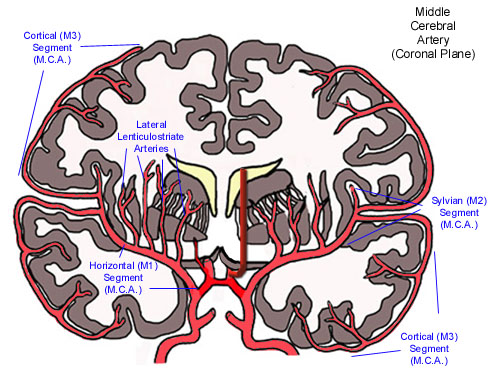 Middle
Cerebral
Artery
(Coronal Plane)
Cortical (M3)
Segment
(M.C.A.)
Lateral
Lenticulostriate
Arteries
Sylvian (M2)
Segment
(M.C.A.)
Horizontal (M1)
Segment
(M.C.A.)
Cortical (M3)
Segment
(M.C.A.)